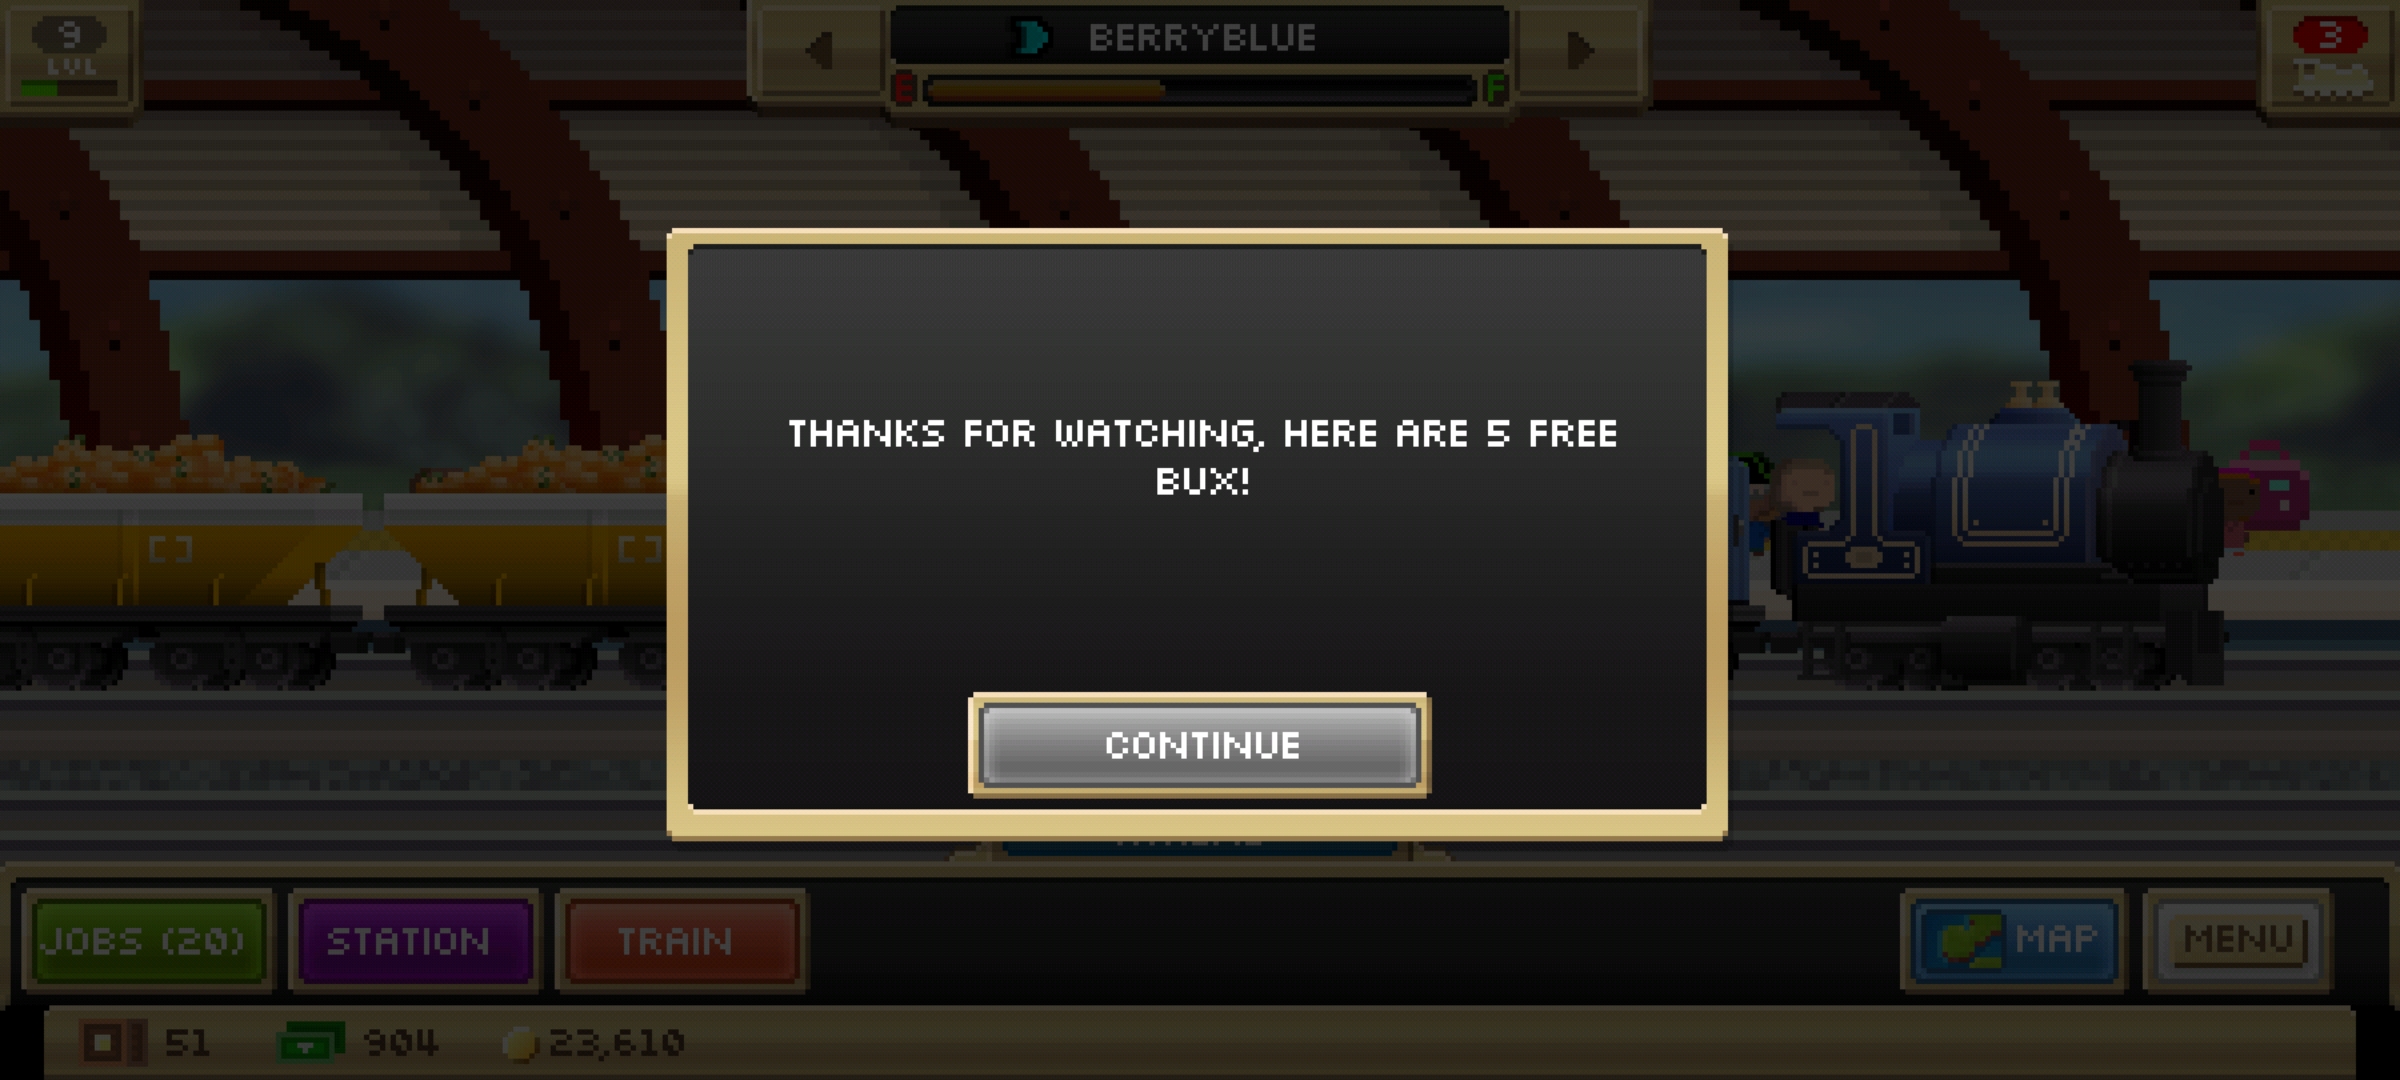 9
LVL
BERRYBLUE
E F
3
THANKS FOR WATCHING, HERE ARE 5 FREE
BUX!
CONTINUE
JOBS (20) STATION TRAIN MAP MENU
51 904 23,610